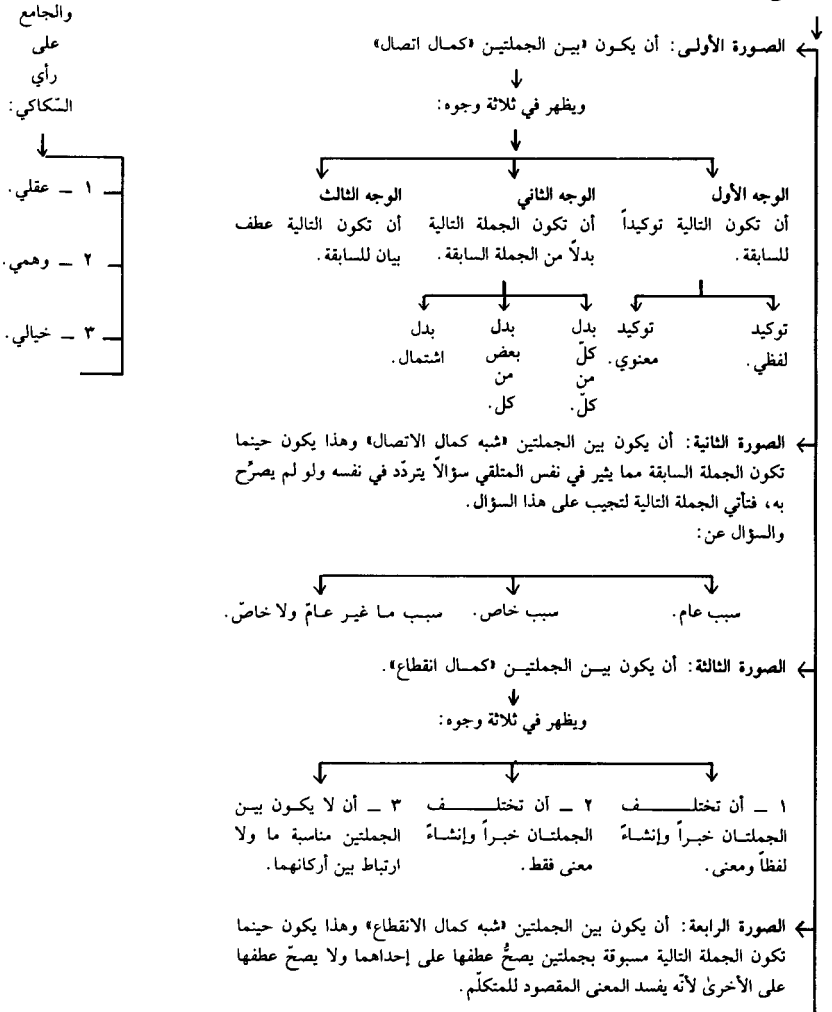 الصورة الأولى: أن يكون «بين الجملتين «كمال اتصال»
ويظهر في ثلاثة وجوه:
الوجه الأول
أن تكون التالية توكيداً
للسابقة.
توكيد
لفظي.
توكيد
معنوي.
الوجه الثاني
أن تكون الجملة التالية
بدلاً من الجملة السابقة.
بدل
كلّ
من
كلّ.
بدل
بعض
من
كل.
بدل
اشتمال.
الوجه الثالث
أن تكون التالية عطف
بيان للسابقة.
الصورة الثانية: أن يكون بين الجملتين «شبه كمال الاتصال» وهذا يكون حينما
تكون الجملة السابقة مما يثير في نفس المتلقي سؤالاً يتردّد في نفسه ولو لم يصرِّح
به، فتأتي الجملة التالية لتجيب على هذا السؤال.
والسؤال عن:
سبب عام.
سبب خاص.
سبب ما غير عامّ ولا خاصّ.
الصورة الثالثة: أن يكون بين الجملتين «كمال انقطاع».
ويظهر في ثلاثة وجوه:
١ ــ أن تختلف
الجملتان خبراً وإنشاءً
لفظاً ومعنى.
٢ ــ أن تختلف
الجملتان خبراً وإنشاءً
معنى فقط.
٣ ــ أن لا يكون بين
الجملتين مناسبة ما ولا
ارتباط بين أركانهما.
الصورة الرابعة: أن يكون بين الجملتين «شبه كمال الانقطاع» وهذا يكون حينما
تكون الجملة التالية مسبوقة بجملتين يصحُّ عطفها على إحداهما ولا يصحّ عطفها
على الأخرىٰ لأنّه يفسد المعنى المقصود للمتكلّم.
والجامع
على
رأي
السّكاكي:
١ ــ عقلي.
٢ ــ وهمي.
٣ ــ خيالي.